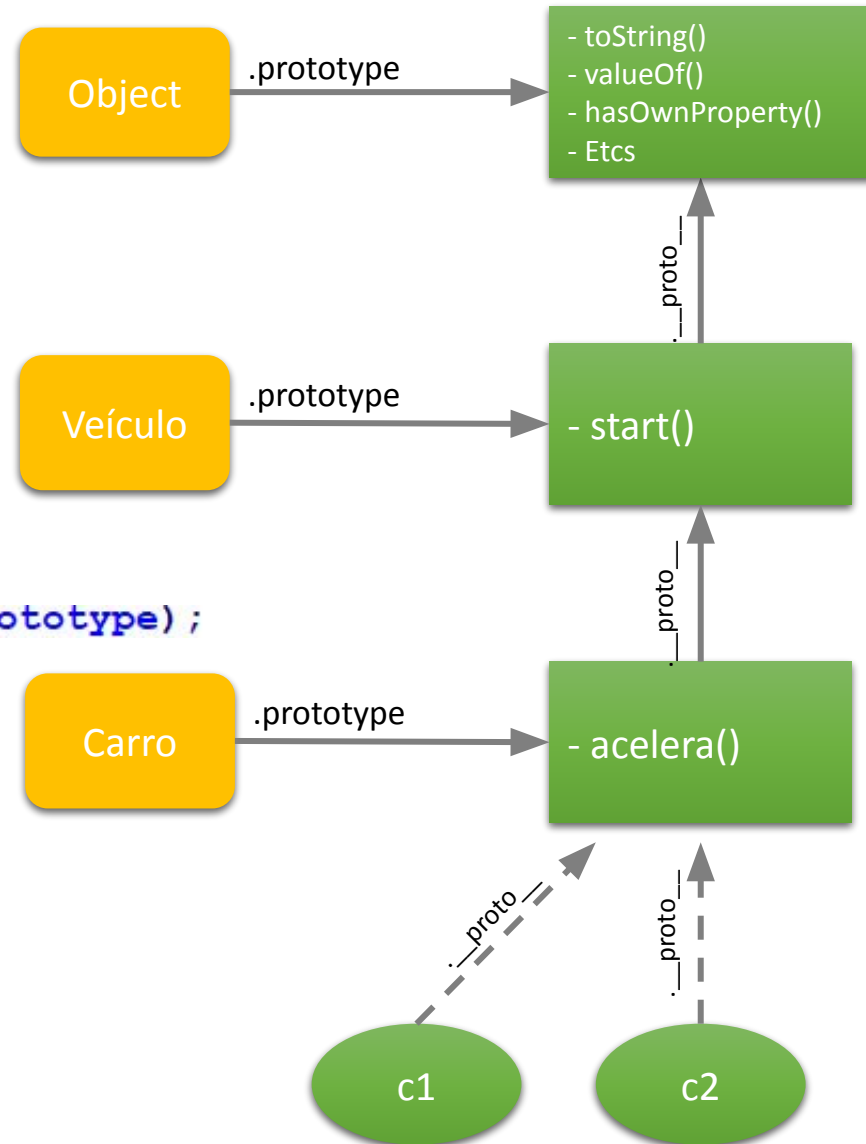 Object
.prototype
- toString()
- valueOf()
- hasOwnProperty()
- Etcs
.__proto__
Veículo
.prototype
- start()
.__proto__
ototype);
Carro
.prototype
- acelera()
.__proto__
.__proto__
c1
c2